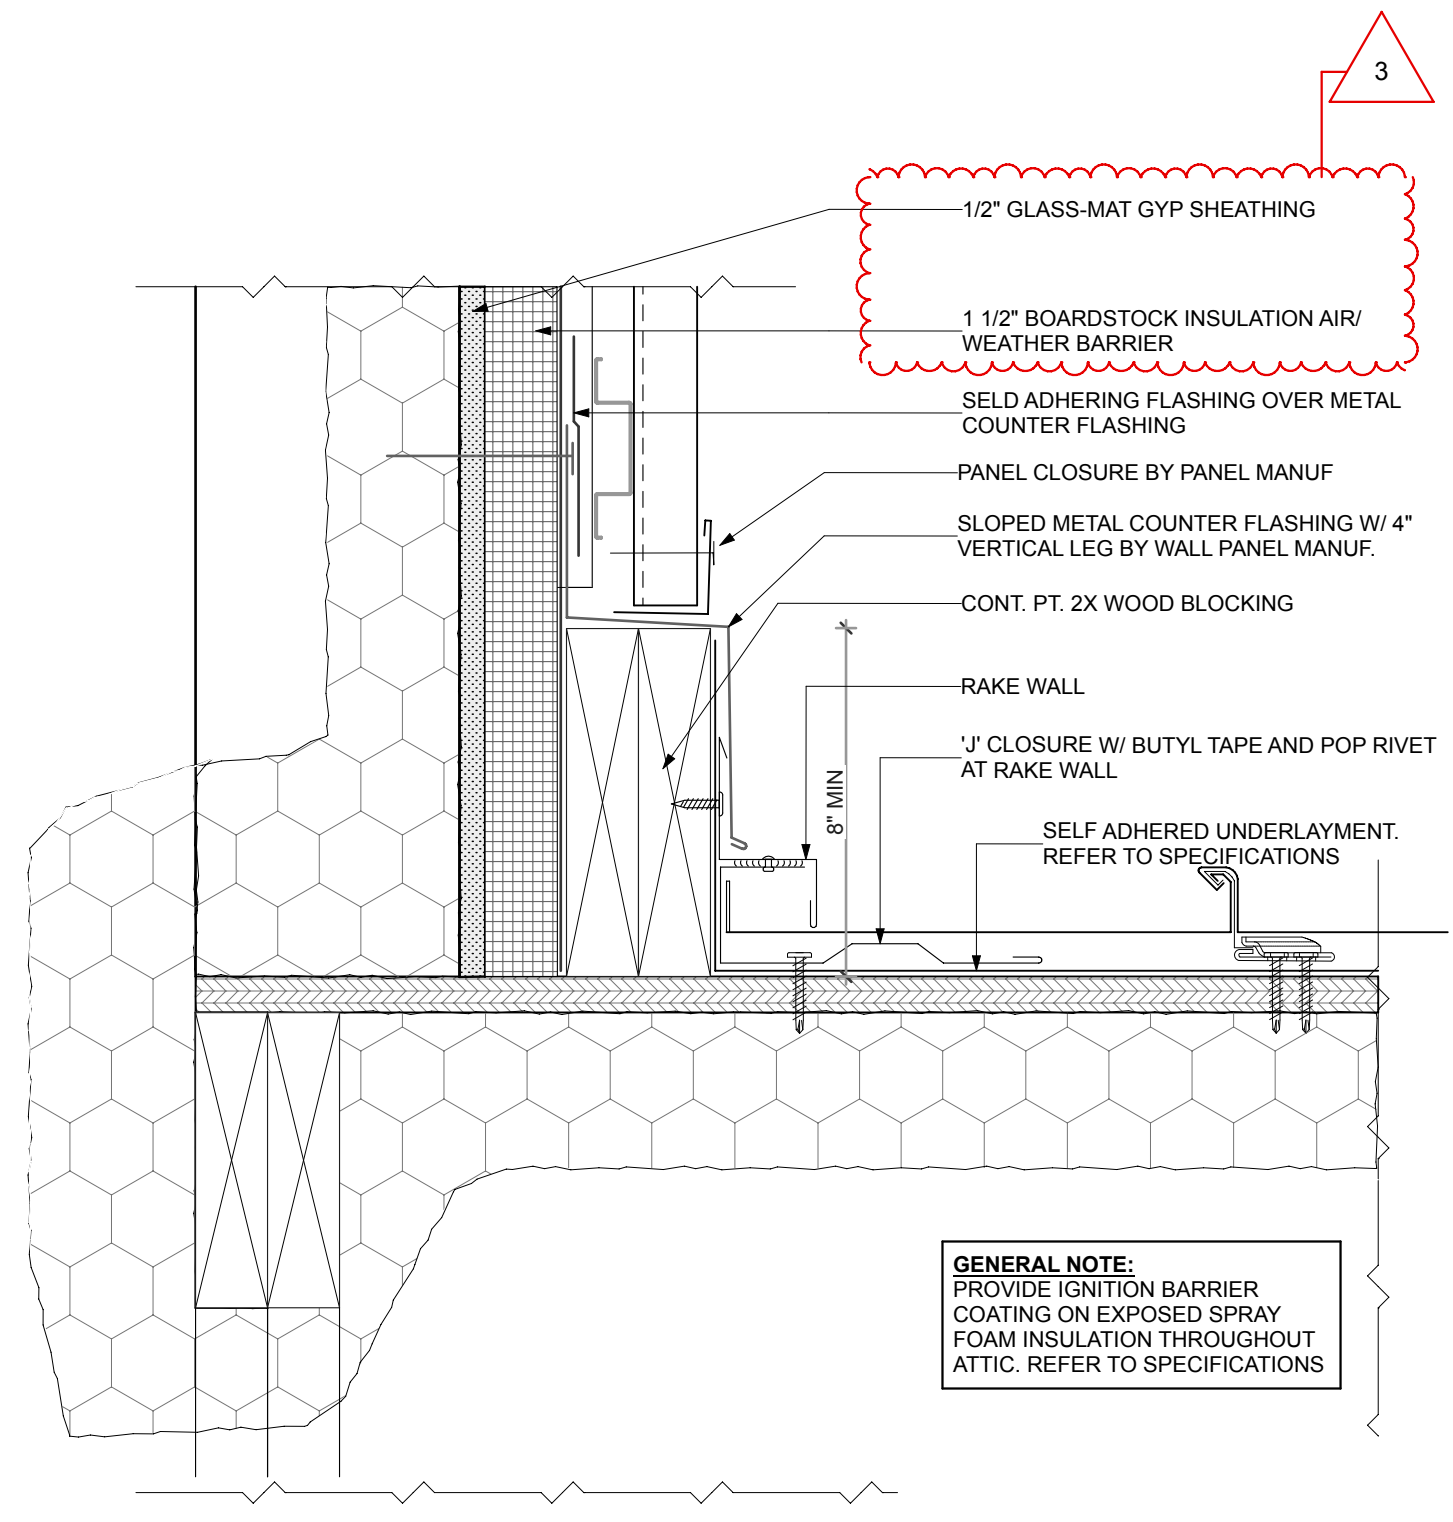 3
1/2" GLASS-MAT GYP SHEATHING
1 1/2" BOARDSTOCK INSULATION AIR/
WEATHER BARRIER
SELD ADHERING FLASHING OVER METAL
COUNTER FLASHING
PANEL CLOSURE BY PANEL MANUF
SLOPED METAL COUNTER FLASHING W/ 4"
VERTICAL LEG BY WALL PANEL MANUF.
CONT. PT. 2X WOOD BLOCKING
RAKE WALL
'J' CLOSURE W/ BUTYL TAPE AND POP RIVET
AT RAKE WALL
8" MIN
SELF ADHERED UNDERLAYMENT.
REFER TO SPECIFICATIONS
GENERAL NOTE:
PROVIDE IGNITION BARRIER
COATING ON EXPOSED SPRAY
FOAM INSULATION THROUGHOUT
ATTIC. REFER TO SPECIFICATIONS